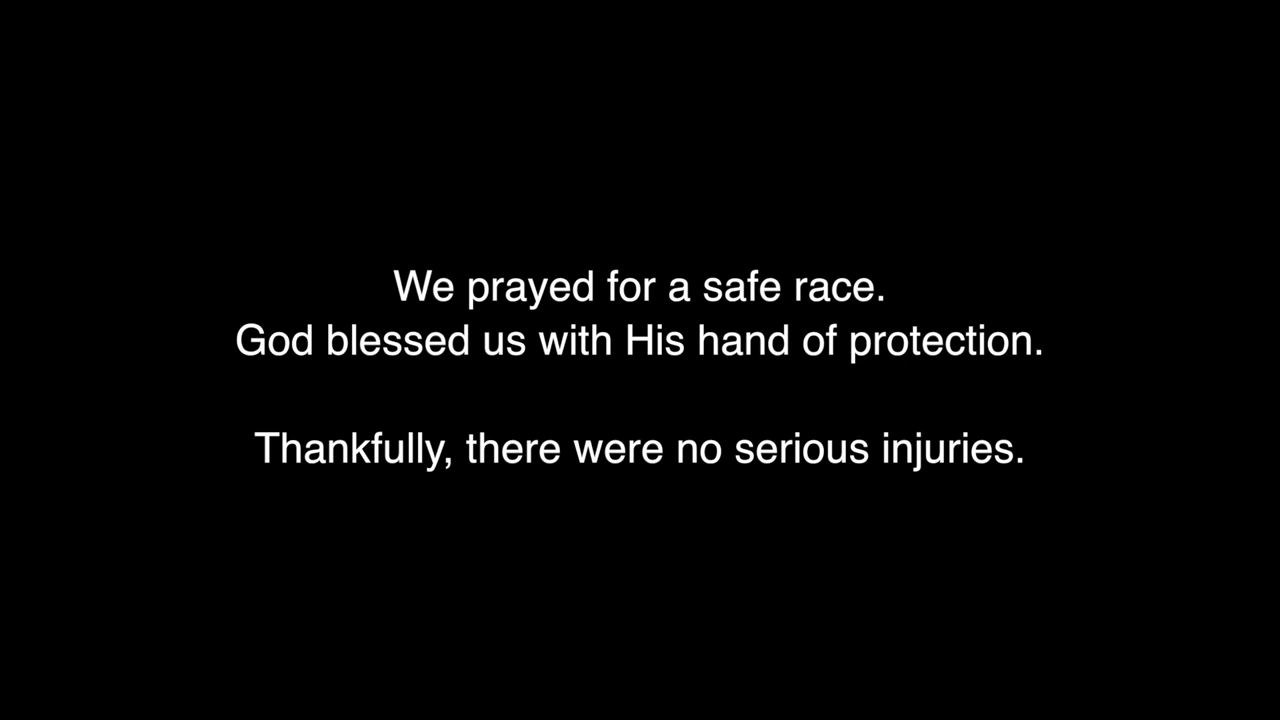 We prayed for a safe race.
God blessed us with His hand of protection.
Thankfully, there were no serious injuries.